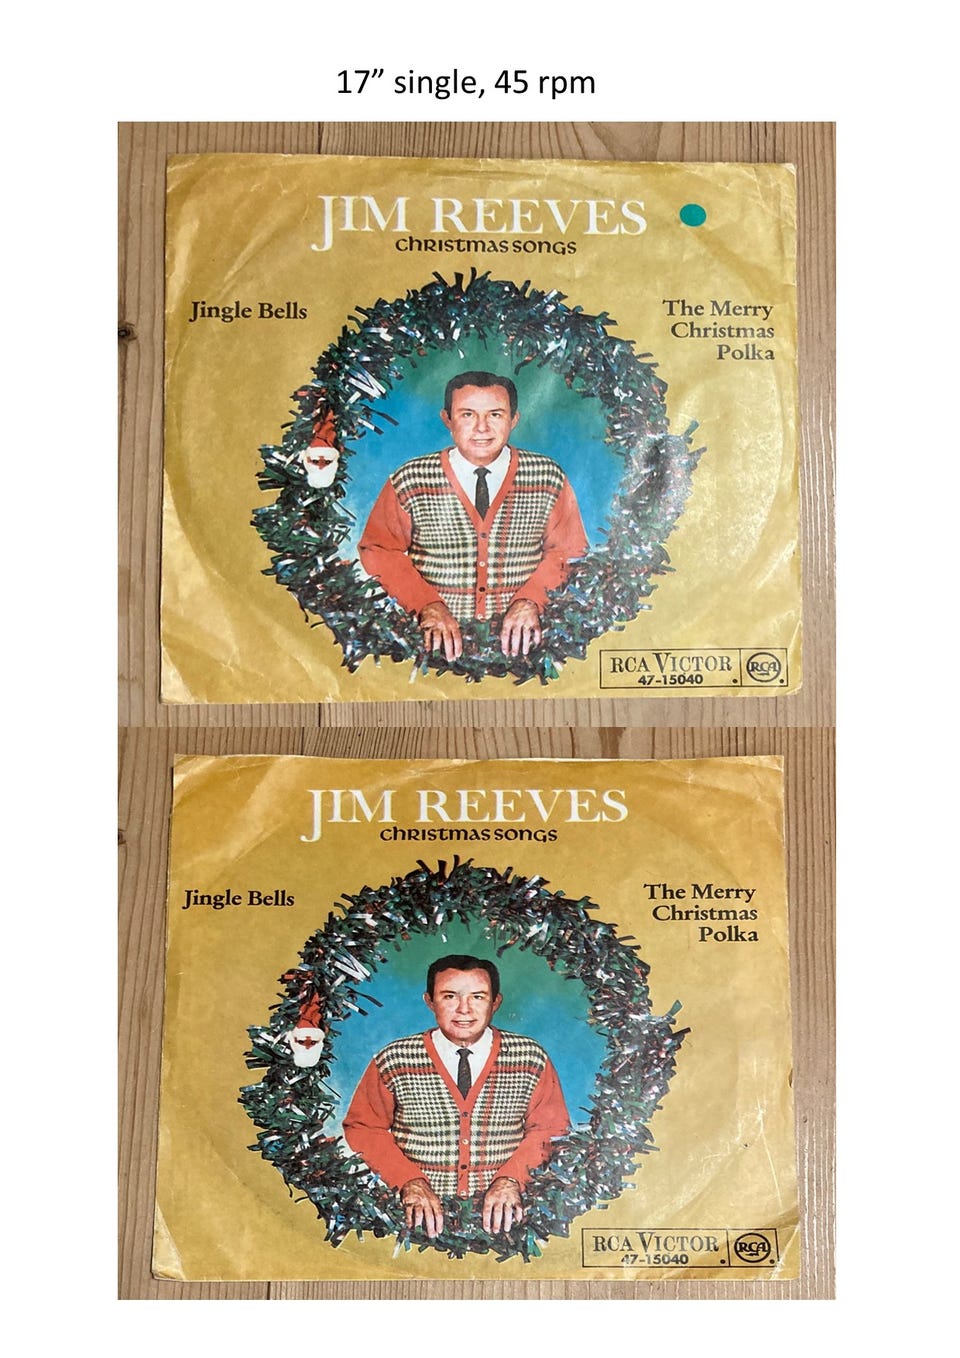 17” single, 45 rpm
JIM REEVES
Christmas songs
Jingle Bells
The Merry
Christmas
Polka
RCA VICTOR
47-15040
RCA
JIM REEVES
Christmas songs
Jingle Bells
The Merry
Christmas
Polka
RCA VICTOR
47-15040
RCA